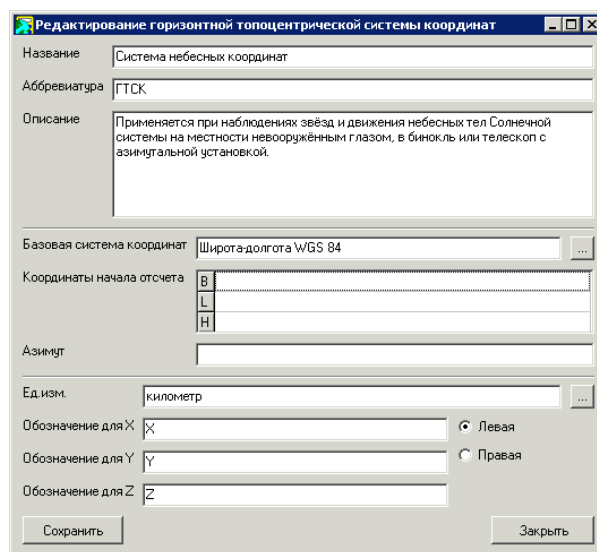 Редактирование горизонтной топоцентрической системы координат
Название Система небесных координат
Аббревиатура ГТСК
Описание Применяется при наблюдениях звёзд и движения небесных тел Солнечной
системы на местности невооружённым глазом, в бинокль или телескоп с
азимутальной установкой.
Базовая система координат Широта-долгота WGS 84 ...
Координаты начала отсчета B
L
H
Азимут
Ед.изм. километр ...
Обозначение для X X Левая
Обозначение для Y Y Правая
Обозначение для Z Z
Сохранить Закрыть